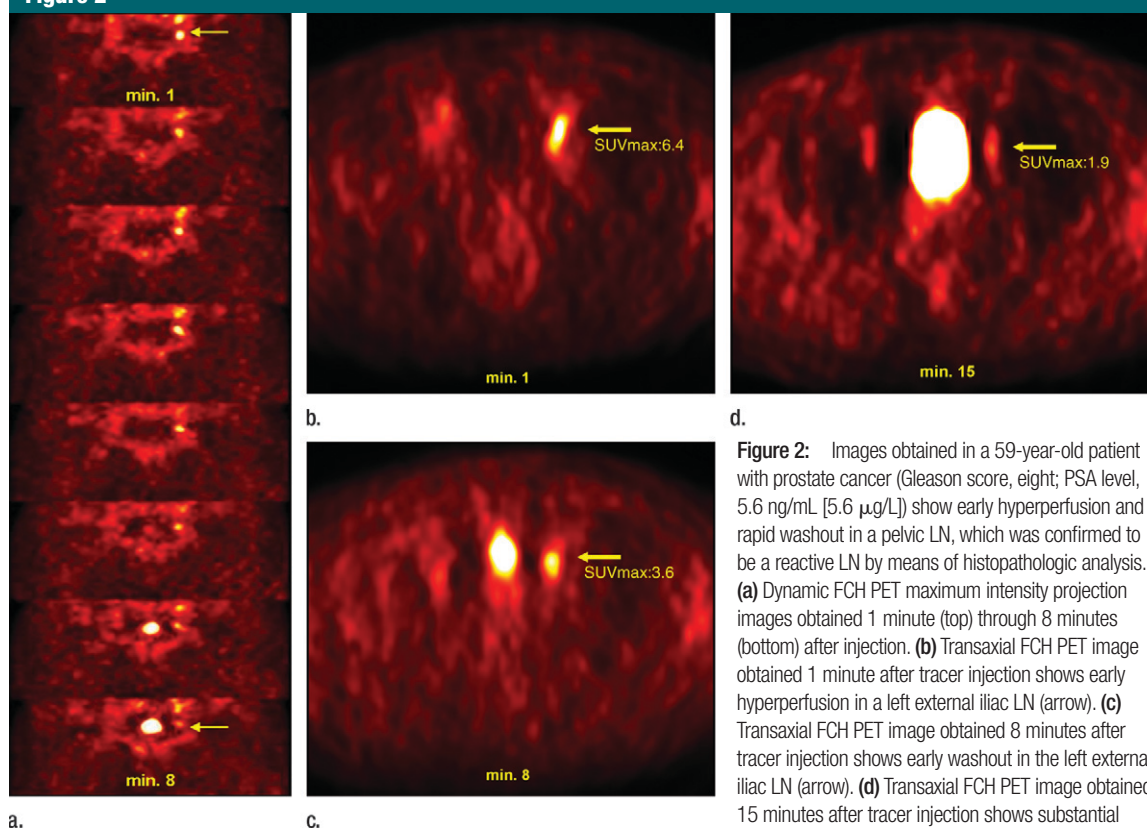 min. 1
min. 8
a.
SUVmax:6.4
min. 1
b.
SUVmax:3.6
min. 8
c.
SUVmax:1.9
min. 15
d.
Figure 2: Images obtained in a 59-year-old patient
with prostate cancer (Gleason score, eight; PSA level,
5.6 ng/mL [5.6 μg/L]) show early hyperperfusion and
rapid washout in a pelvic LN, which was confirmed to
be a reactive LN by means of histopathologic analysis.
(a) Dynamic FCH PET maximum intensity projection
images obtained 1 minute (top) through 8 minutes
(bottom) after injection. (b) Transaxial FCH PET image
obtained 1 minute after tracer injection shows early
hyperperfusion in a left external iliac LN (arrow). (c)
Transaxial FCH PET image obtained 8 minutes after
tracer injection shows early washout in the left external
iliac LN (arrow). (d) Transaxial FCH PET image obtained
15 minutes after tracer injection shows substantial